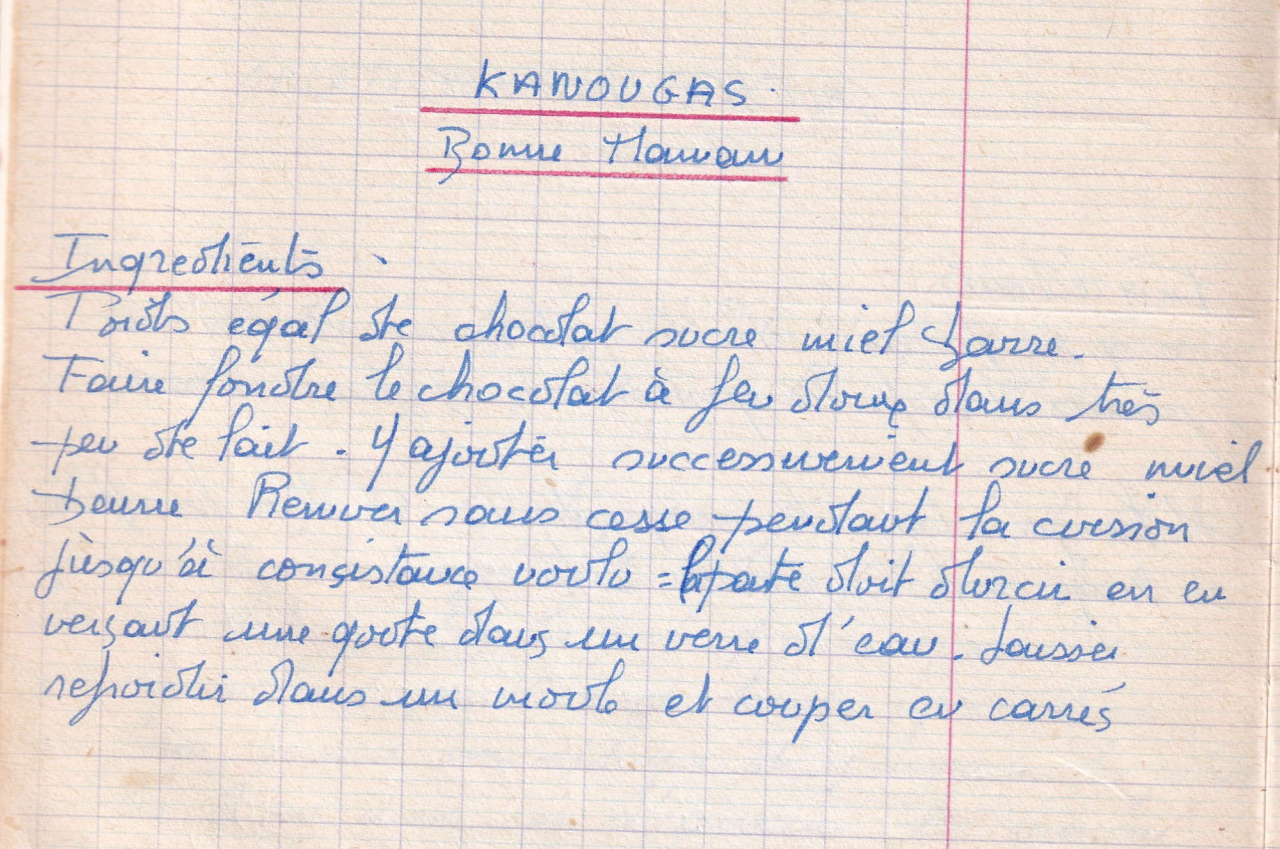 KANOUGAS.
Bonne Maman
Ingredients
Poids égal de chocolat sucre miel beurre.
Faire fondre le chocolat à feu doux dans très
peu de lait. Y ajouter successivement sucre miel
beurre Remuer sans cesse pendant la cuisson
jusqu'à consistance voulu = la pate doit durcir en en
versant une goute dans un verre d'eau. Laisser
refroidir dans un moule et couper en carrés